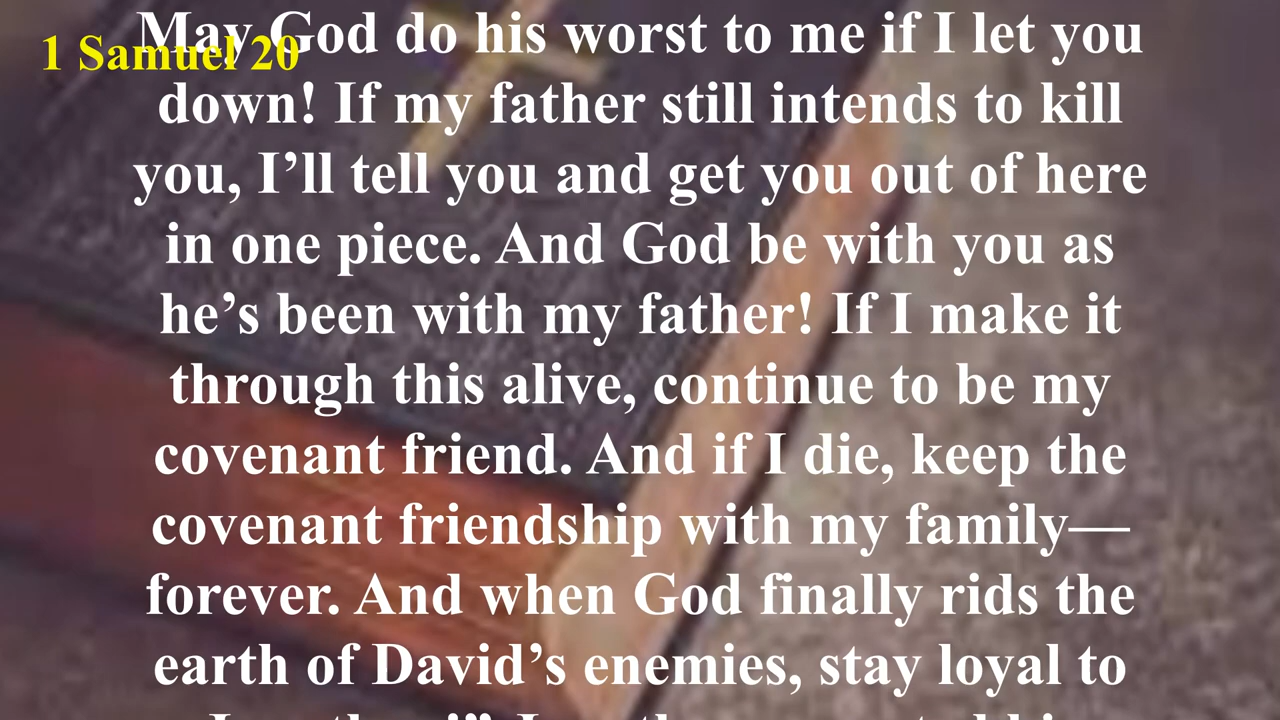 1 Samuel 20
May God do his worst to me if I let you
down! If my father still intends to kill
you, I’ll tell you and get you out of here
in one piece. And God be with you as
he’s been with my father! If I make it
through this alive, continue to be my
covenant friend. And if I die, keep the
covenant friendship with my family—
forever. And when God finally rids the
earth of David’s enemies, stay loyal to